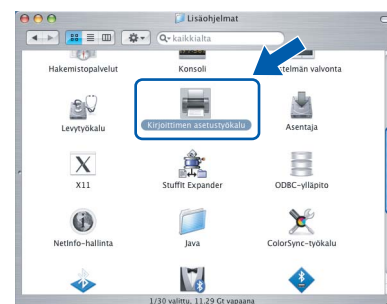 Lisäohjelmat
kaikkialta
Hakemistopalvelut
Konsoli
stelmän valvonta
Levytyökalu
Kirjoittimen asetustyökalu
Asentaja
X11
StuffIt Expander
ODBC-ylläpito
NetInfo-hallinta
Java
ColorSync-työkalu
1/30 valittu, 11,29 Gt vapaana